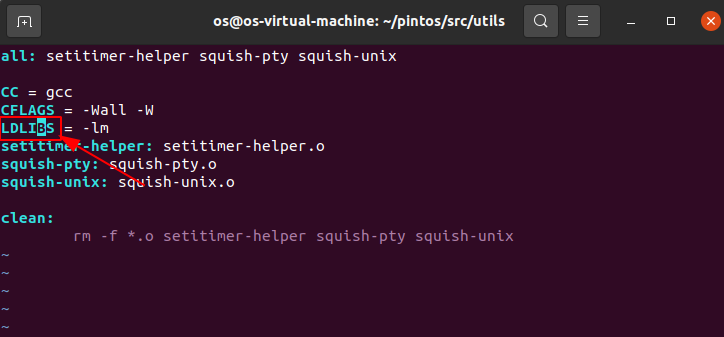 os@os-virtual-machine: ~/pintos/src/utils
all: setitimer-helper squish-pty squish-unix
CC = gcc
CFLAGS = -Wall -W
LDLIBS = -lm
setitimer-helper: setitimer-helper.o
squish-pty: squish-pty.o
squish-unix: squish-unix.o
clean:
rm -f *.o setitimer-helper squish-pty squish-unix
~
~
~
~
~